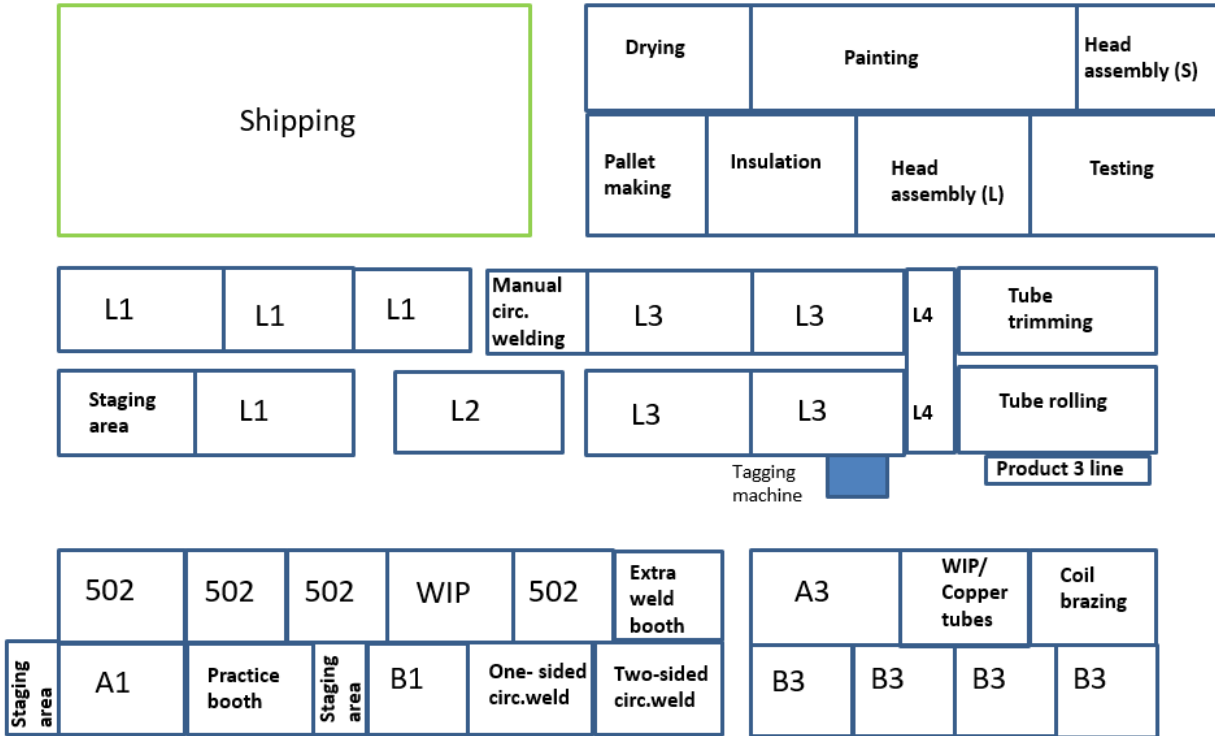 Shipping
Drying
Painting
Head
assembly (S)
Pallet
making
Insulation
Head
assembly (L)
Testing
L1
L1
L1
Manual
circ.
welding
L3
L3
L4
Tube
trimming
Staging
area
L1
L2
L3
L3
L4
Tube rolling
Tagging
machine
Product 3 line
502
502
502
WIP
502
Extra
weld
booth
A3
WIP/
Copper
tubes
Coil
brazing
Staging
area
A1
Practice
booth
Staging
area
B1
One- sided
circ.weld
Two-sided
circ.weld
B3
B3
B3
B3